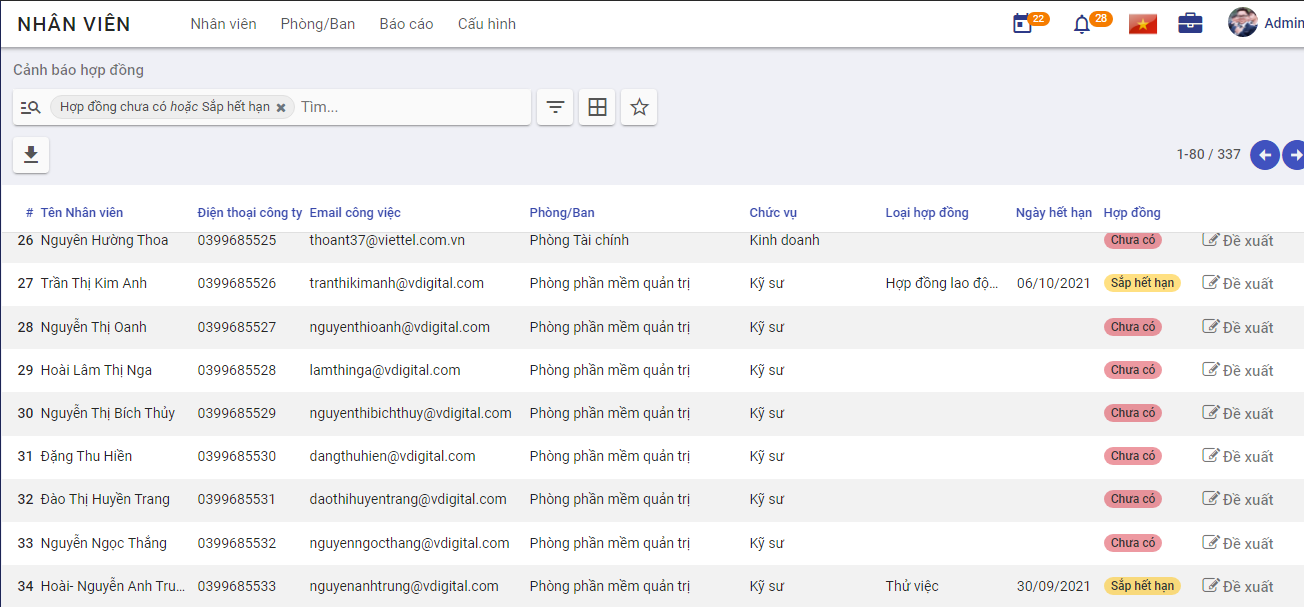 NHÂN VIÊN Nhân viên Phòng/Ban Báo cáo Cấu hình 22 28 Admin
Cảnh báo hợp đồng
Hợp đồng chưa có hoặc Sắp hết hạn × Tìm...
1-80 / 337
# Tên Nhân viên Điện thoại công ty Email công việc Phòng/Ban Chức vụ Loại hợp đồng Ngày hết hạn Hợp đồng
26 Nguyễn Hường Thoa 0399685525 thoant37@viettel.com.vn Phòng Tài chính Kinh doanh Chưa có Đề xuất
27 Trần Thị Kim Anh 0399685526 tranthikimanh@vdigital.com Phòng phần mềm quản trị Kỹ sư Hợp đồng lao độ... 06/10/2021 Sắp hết hạn Đề xuất
28 Nguyễn Thị Oanh 0399685527 nguyenthioanh@vdigital.com Phòng phần mềm quản trị Kỹ sư Chưa có Đề xuất
29 Hoài Lâm Thị Nga 0399685528 lamthinga@vdigital.com Phòng phần mềm quản trị Kỹ sư Chưa có Đề xuất
30 Nguyễn Thị Bích Thủy 0399685529 nguyenthibichthuy@vdigital.com Phòng phần mềm quản trị Kỹ sư Chưa có Đề xuất
31 Đặng Thu Hiền 0399685530 dangthuhien@vdigital.com Phòng phần mềm quản trị Kỹ sư Chưa có Đề xuất
32 Đào Thị Huyền Trang 0399685531 daothihuyentrang@vdigital.com Phòng phần mềm quản trị Kỹ sư Chưa có Đề xuất
33 Nguyễn Ngọc Thắng 0399685532 nguyenngocthang@vdigital.com Phòng phần mềm quản trị Kỹ sư Chưa có Đề xuất
34 Hoài- Nguyễn Anh Tru... 0399685533 nguyenanhtrung@vdigital.com Phòng phần mềm quản trị Kỹ sư Thử việc 30/09/2021 Sắp hết hạn Đề xuất